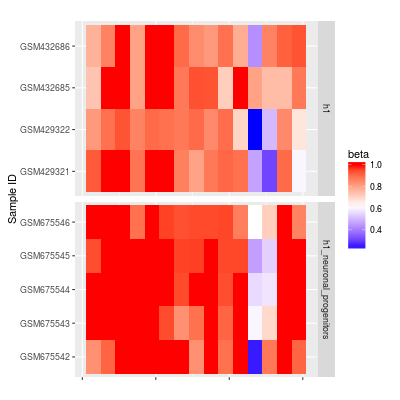 GSM432686
GSM432685
GSM429322
GSM429321
h1
GSM675546
GSM675545
GSM675544
GSM675543
GSM675542
h1_neuronal_progenitors
Sample ID
beta
1.0
0.8
0.6
0.4